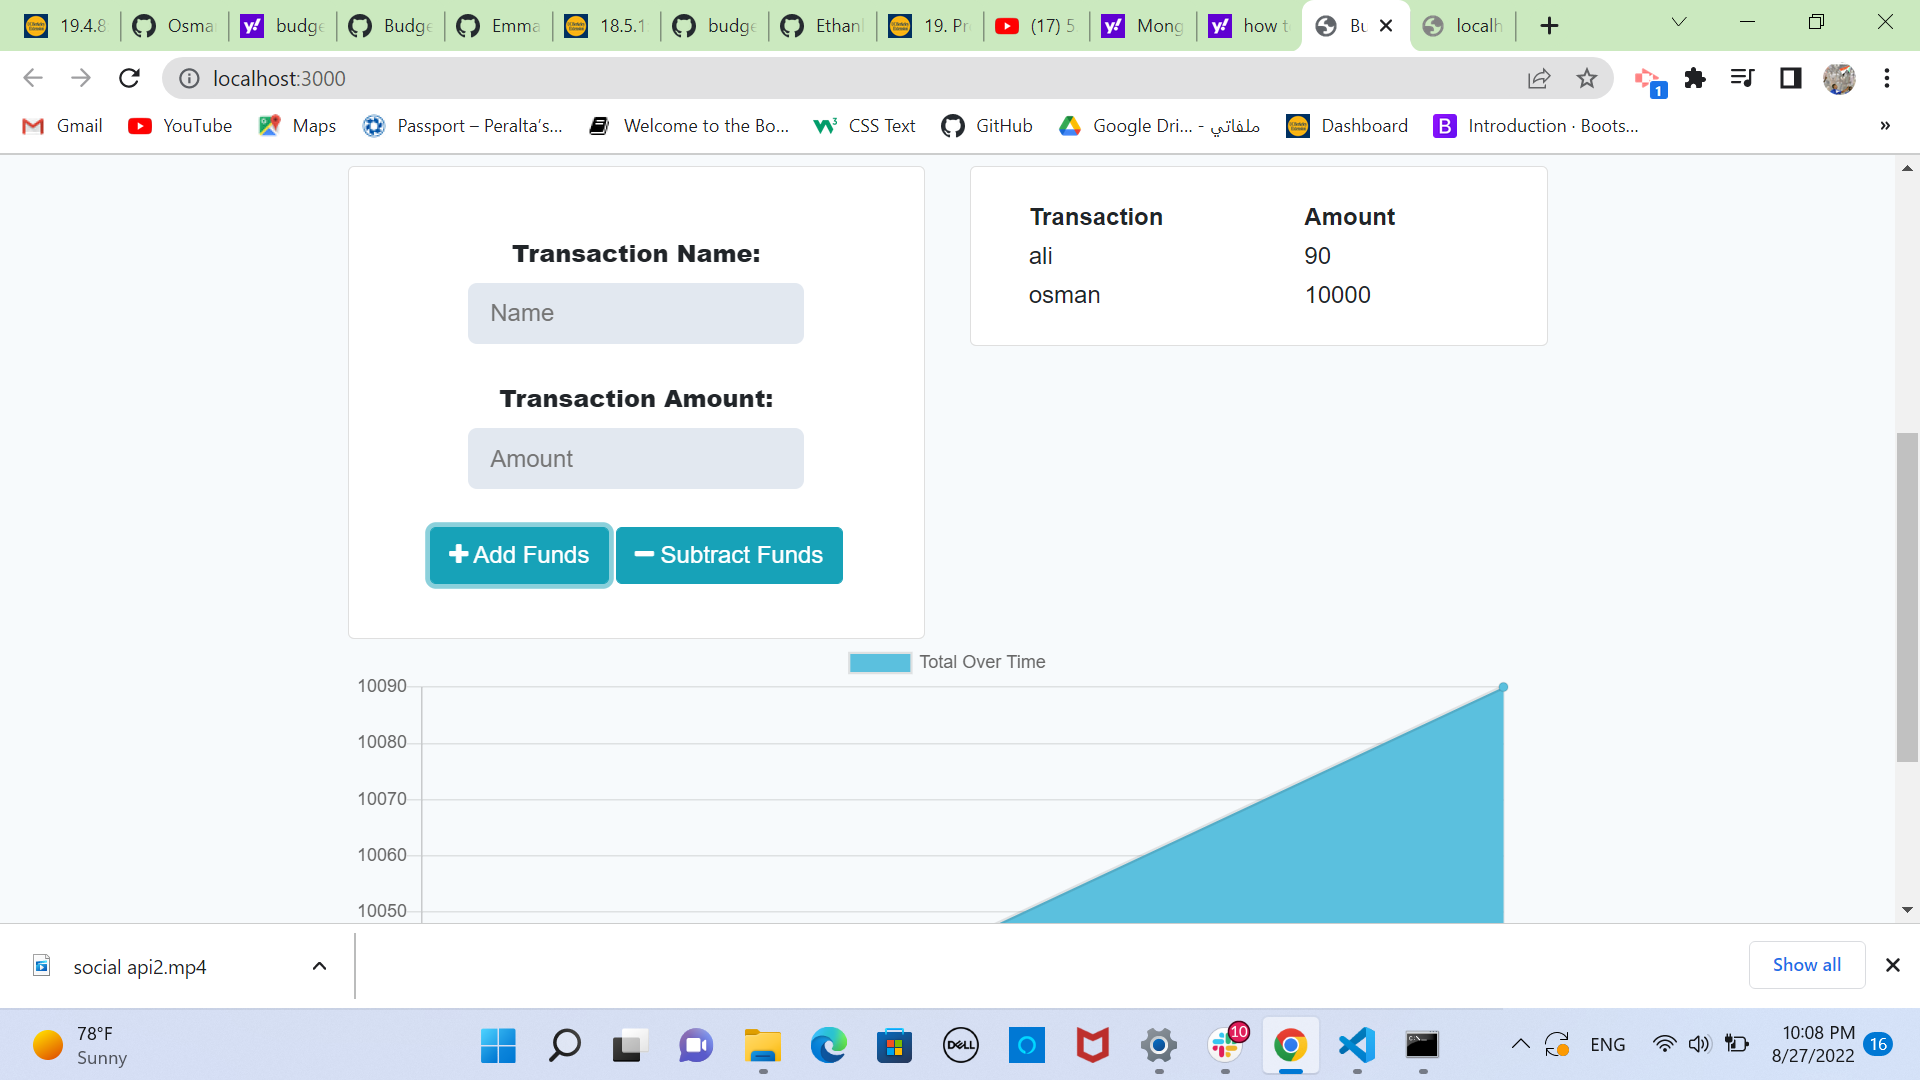 19.4.8
Osma
budge
Budge
Emma
18.5.1
budge
Ethanl
19. Pr
(17) 5
Mong
how t
Bu
localh
localhost:3000
1
Gmail
YouTube
Maps
Passport – Peralta's...
Welcome to the Bo...
CSS Text
GitHub
Google Dri... - ملفاتي
Dashboard
B
Introduction · Boots...
»
Transaction Name:
Name
Transaction Amount:
Amount
Add Funds
Subtract Funds
Transaction Amount
ali 90
osman 10000
Total Over Time
10090
10080
10070
10060
10050
social api2.mp4
Show all
78°F
Sunny
DELL
10
ENG
10:08 PM
8/27/2022
16